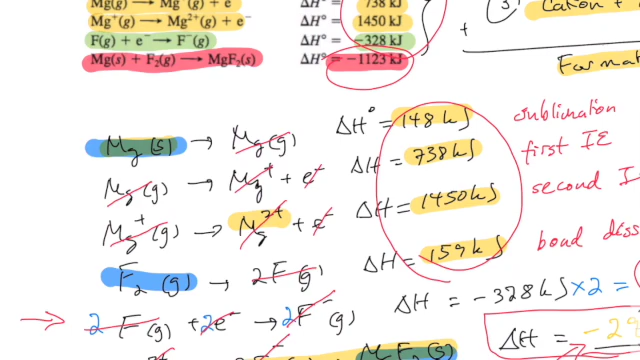 Mg(g) → Mg⁺(g) + e⁻ ΔH° = 738 kJ
Mg⁺(g) → Mg²⁺(g) + e⁻ ΔH° = 1450 kJ
F(g) + e⁻ → F⁻(g) ΔH° = −328 kJ
Mg(s) + F₂(g) → MgF₂(s) ΔH° = −1123 kJ
3. Cation +
+
Format
Mg(s) → Mg(g) ΔH° = 148 kJ sublimation
Mg(g) → Mg⁺ + e⁻ ΔH = 738 kJ first IE
Mg⁺(g) → Mg²⁺ + e⁻ ΔH = 1450 kJ second I
F₂(g) → 2F(g) ΔH = 159 kJ bond diss
→ 2 F(g) + 2e⁻ → 2F⁻(g) ΔH = −328 kJ ×2 =
MgF₂(s) ΔH = −29